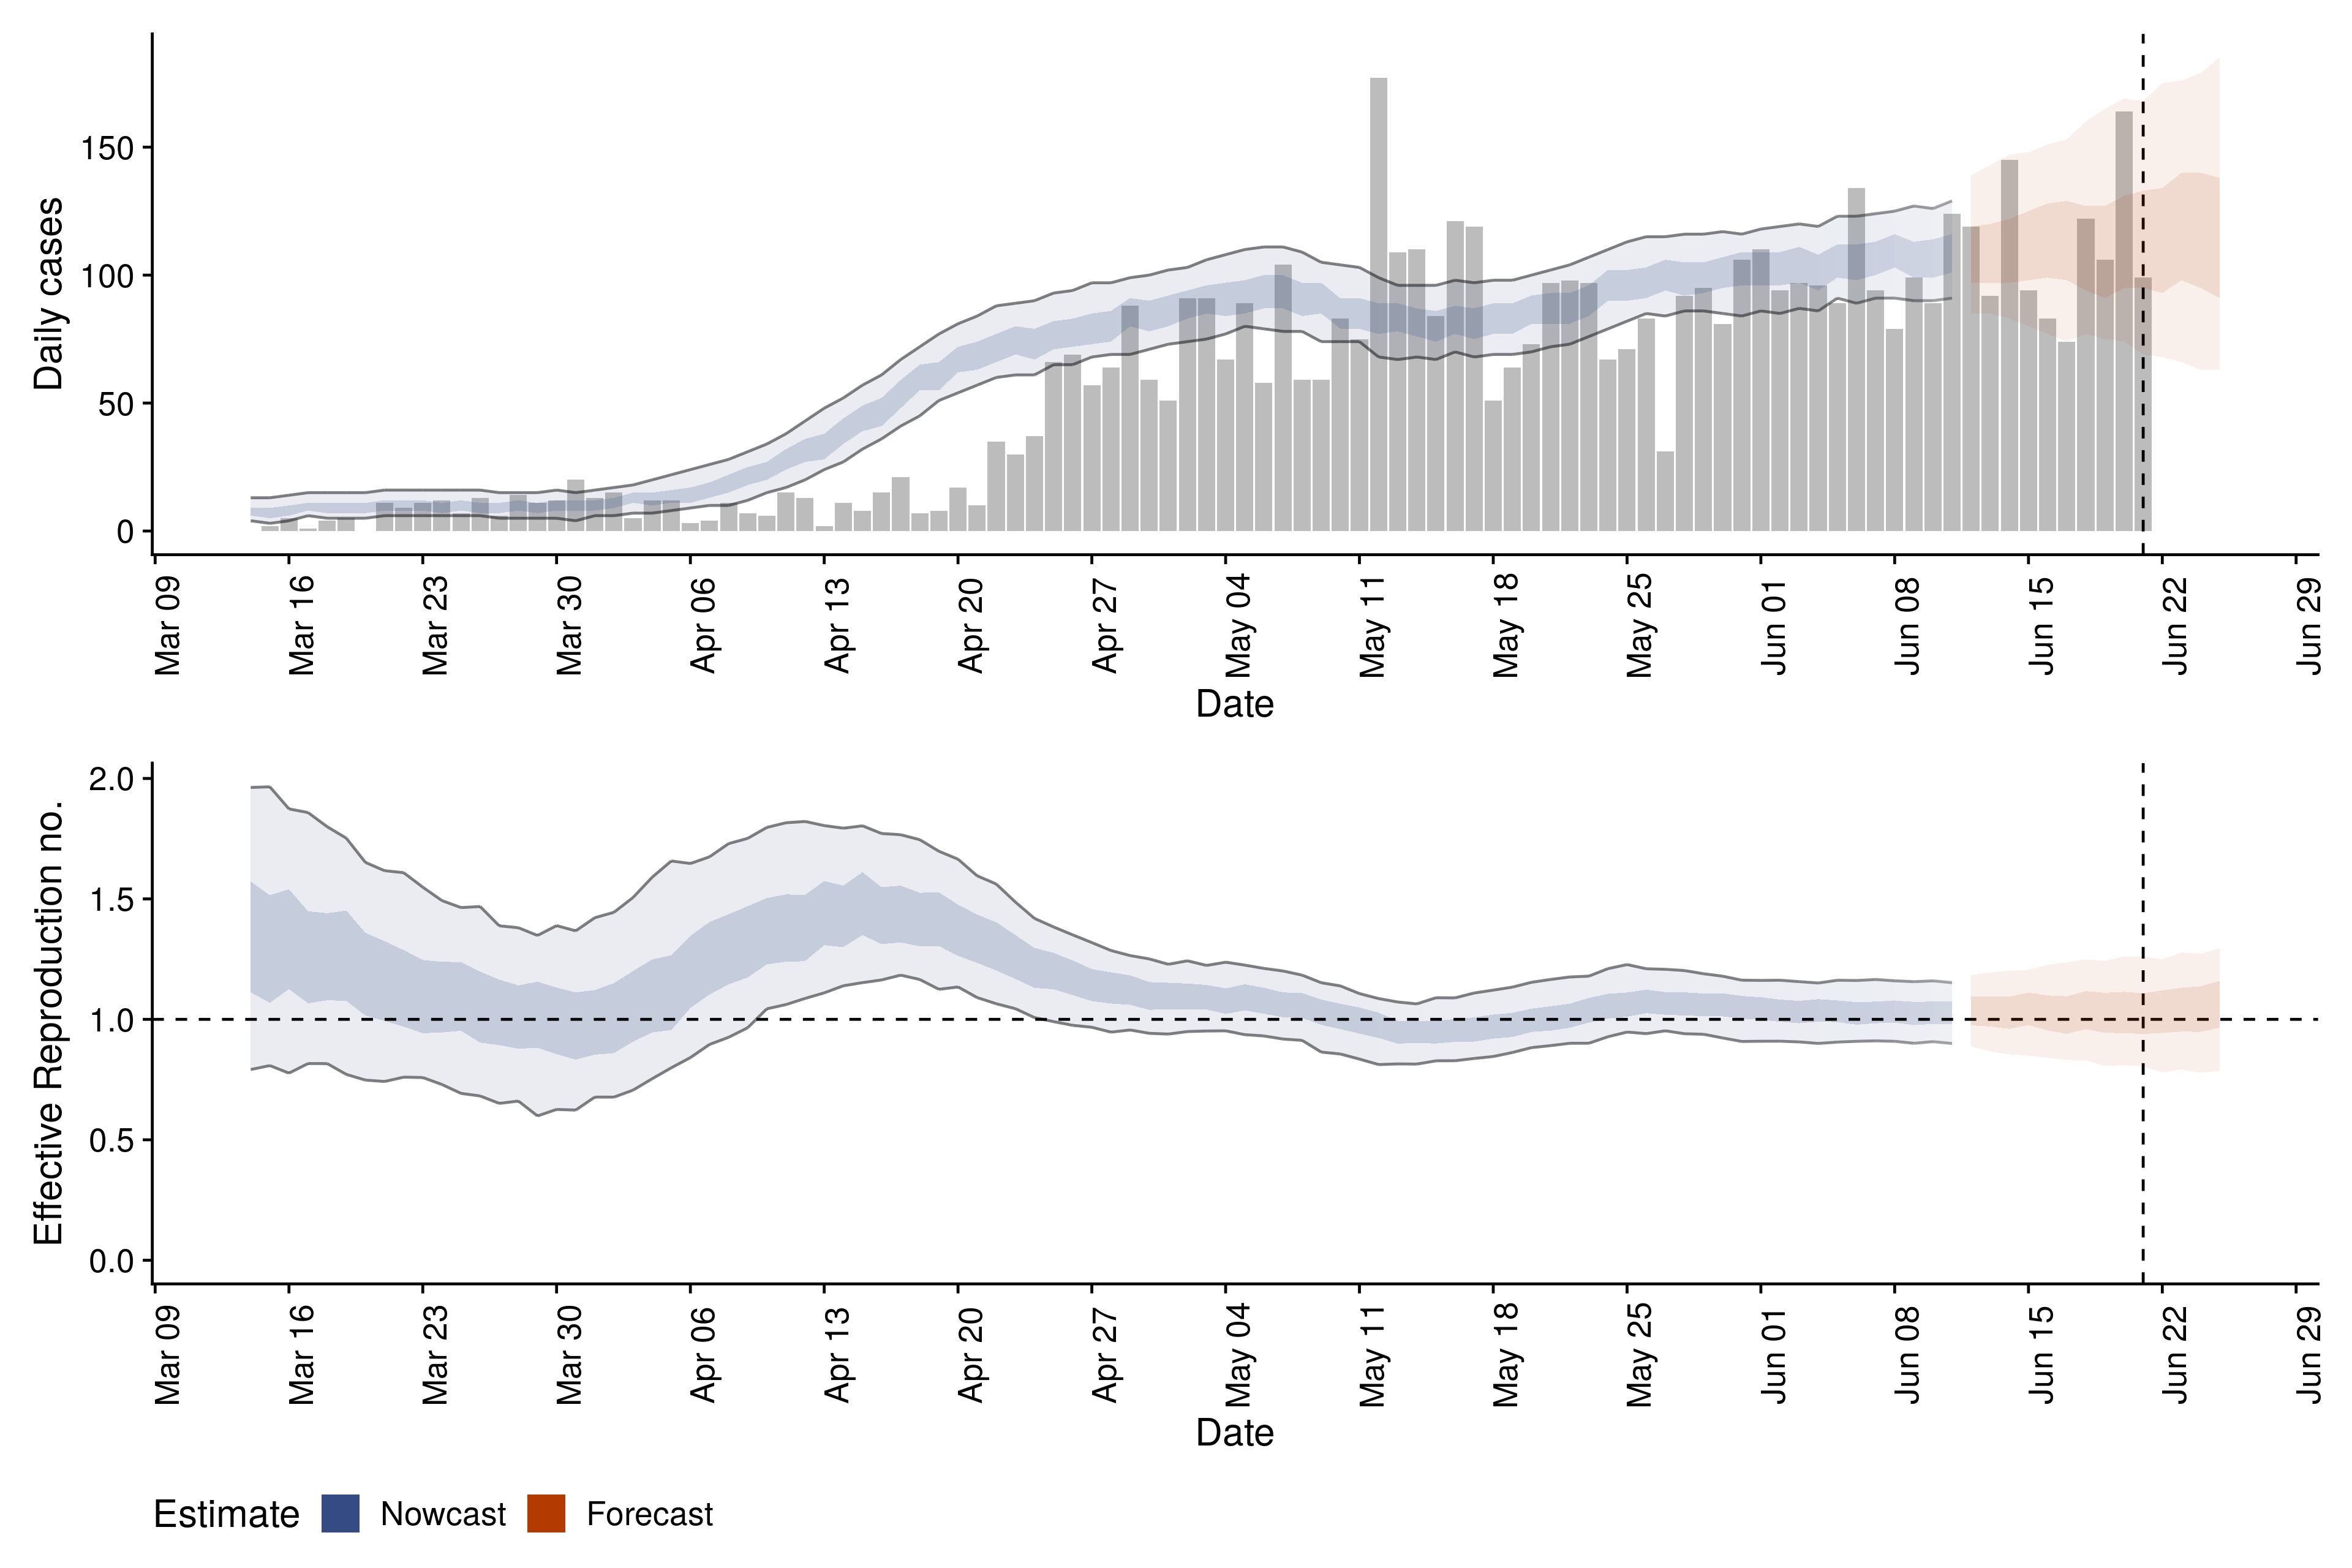 Daily cases
150
100
50
0
Mar 09
Mar 16
Mar 23
Mar 30
Apr 06
Apr 13
Apr 20
Apr 27
May 04
May 11
May 18
May 25
Jun 01
Jun 08
Jun 15
Jun 22
Jun 29
Date
Effective Reproduction no.
2.0
1.5
1.0
0.5
0.0
Mar 09
Mar 16
Mar 23
Mar 30
Apr 06
Apr 13
Apr 20
Apr 27
May 04
May 11
May 18
May 25
Jun 01
Jun 08
Jun 15
Jun 22
Jun 29
Date
Estimate Nowcast Forecast